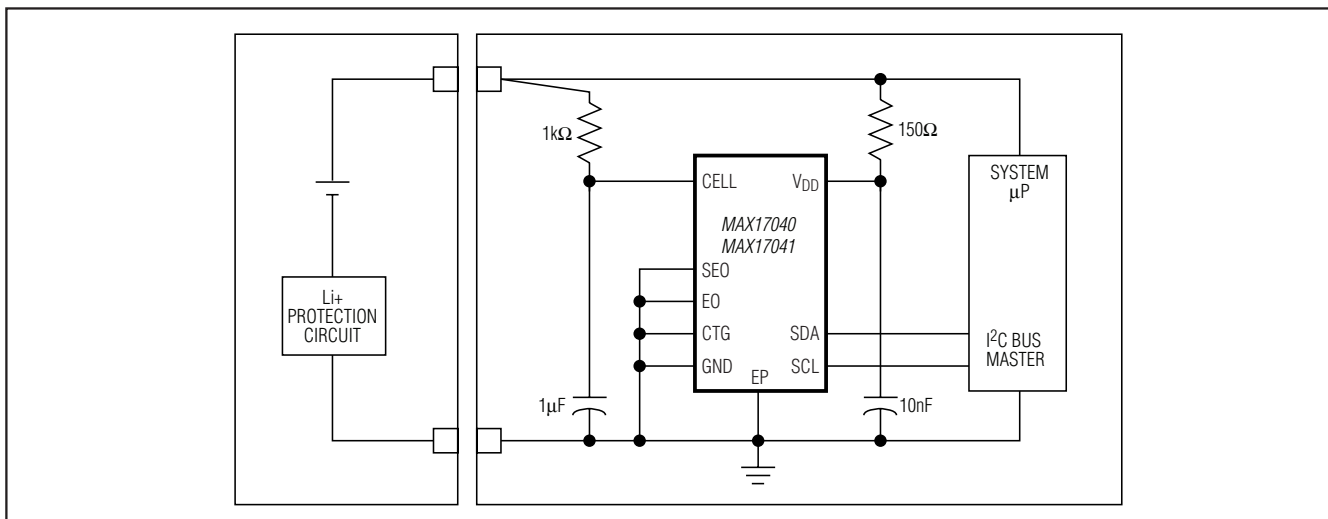 1kΩ
150Ω
CELL
VDD
SYSTEM
μP
MAX17040
MAX17041
SEO
EO
CTG
GND
EP
SDA
SCL
I²C BUS
MASTER
Li+
PROTECTION
CIRCUIT
1μF
10nF